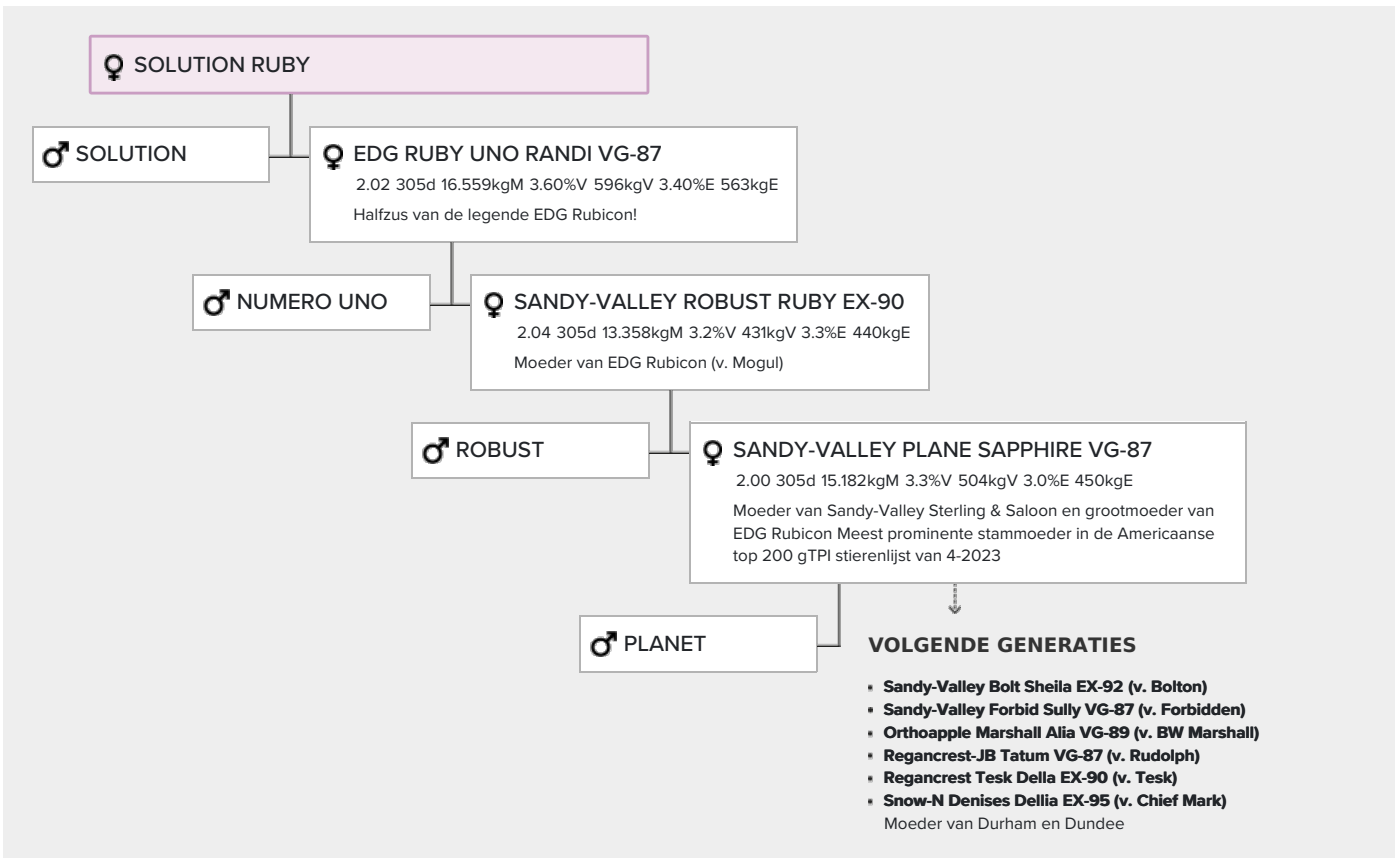 SOLUTION RUBY
SOLUTION
EDG RUBY UNO RANDI VG-87
2.02 305d 16.559kgM 3.60%V 596kgV 3.40%E 563kgE
Halfzus van de legende EDG Rubicon!
NUMERO UNO
SANDY-VALLEY ROBUST RUBY EX-90
2.04 305d 13.358kgM 3.2%V 431kgV 3.3%E 440kgE
Moeder van EDG Rubicon (v. Mogul)
ROBUST
SANDY-VALLEY PLANE SAPPHIRE VG-87
2.00 305d 15.182kgM 3.3%V 504kgV 3.0%E 450kgE
Moeder van Sandy-Valley Sterling & Saloon en grootmoeder van
EDG Rubicon Meest prominente stammoeder in de Americaanse
top 200 gTPI stierenlijst van 4-2023
PLANET
VOLGENDE GENERATIES
Sandy-Valley Bolt Sheila EX-92 (v. Bolton)
Sandy-Valley Forbid Sully VG-87 (v. Forbidden)
Orthoapple Marshall Alia VG-89 (v. BW Marshall)
Regancrest-JB Tatum VG-87 (v. Rudolph)
Regancrest Tesk Della EX-90 (v. Tesk)
Snow-N Denises Dellia EX-95 (v. Chief Mark)
Moeder van Durham en Dundee